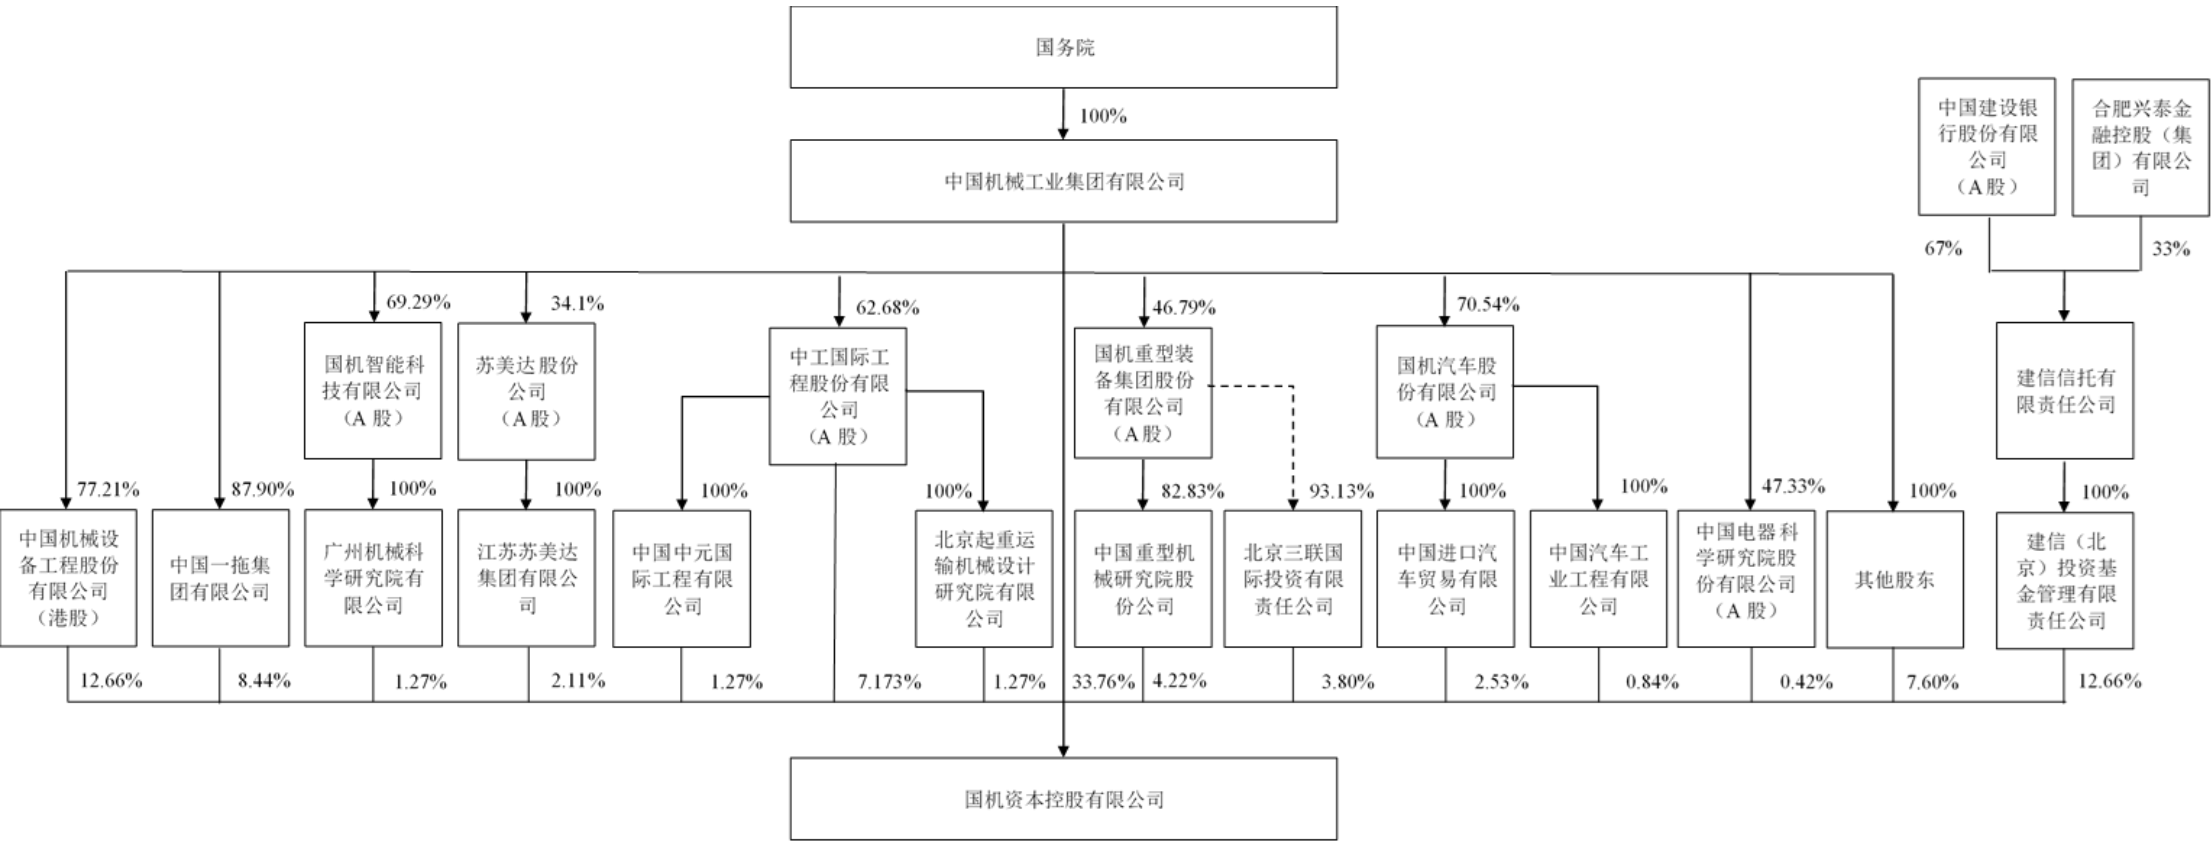 国务院
100%
中国机械工业集团有限公司
中国建设银
行股份有限
公司
（A股）
合肥兴泰金
融控股（集
团）有限公
司
67%
33%
69.29%
34.1%
62.68%
46.79%
70.54%
国机智能科
技有限公司
（A 股）
苏美达股份
公司
（A股）
中工国际工
程股份有限
公司
（A 股）
国机重型装
备集团股份
有限公司
（A股）
国机汽车股
份有限公司
（A 股）
建信信托有
限责任公司
77.21%
87.90%
100%
100%
100%
100%
82.83%
93.13%
100%
100%
47.33%
100%
100%
中国机械设
备工程股份
有限公司
（港股）
中国一拖集
团有限公司
广州机械科
学研究院有
限公司
江苏苏美达
集团有限公
司
中国中元国
际工程有限
公司
北京起重运
输机械设计
研究院有限
公司
中国重型机
械研究院股
份公司
北京三联国
际投资有限
责任公司
中国进口汽
车贸易有限
公司
中国汽车工
业工程有限
公司
中国电器科
学研究院股
份有限公司
（A 股）
其他股东
建信（北
京）投资基
金管理有限
责任公司
12.66%
8.44%
1.27%
2.11%
1.27%
7.173%
1.27%
33.76%
4.22%
3.80%
2.53%
0.84%
0.42%
7.60%
12.66%
国机资本控股有限公司